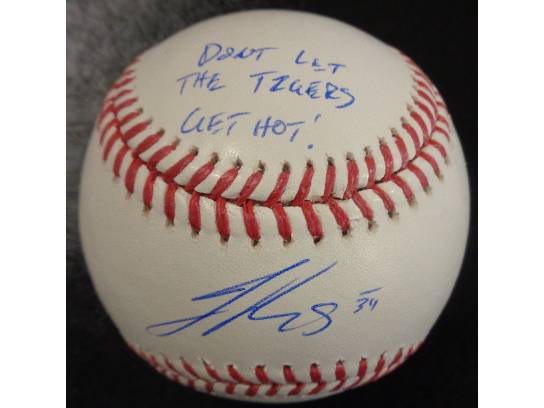 DONT LET
THE TIGERS
GET HOT!
34